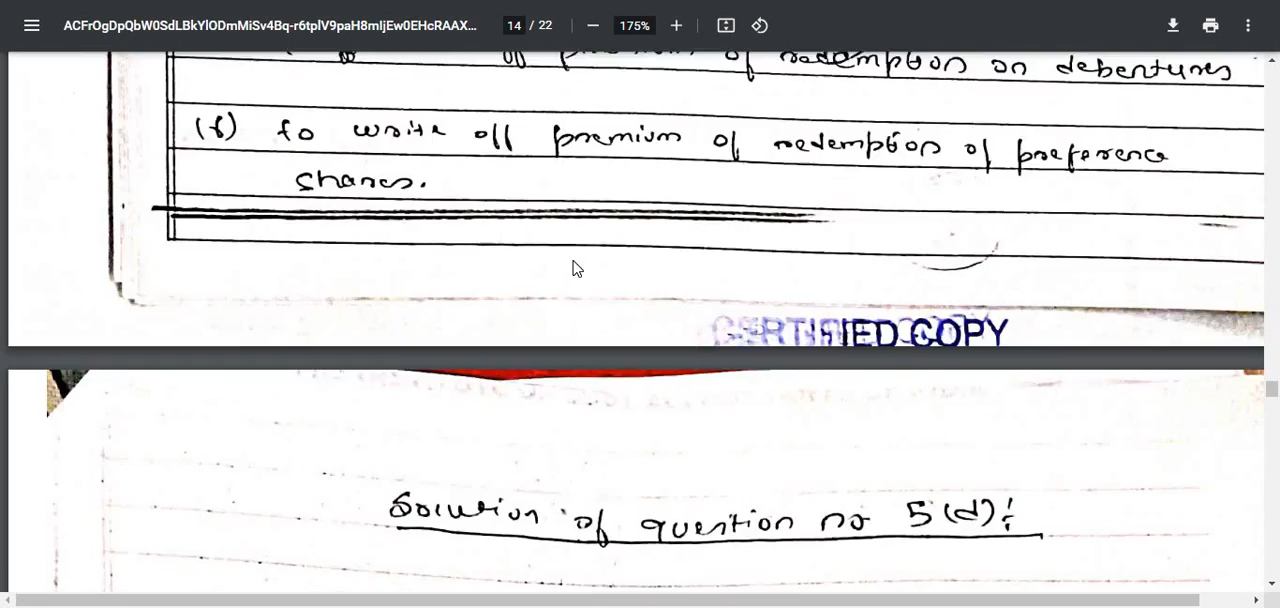 ACFrOgDpQbW0SdLBkYlODmMiSv4Bq-r6tplV9paH8mljEw0EHcRAAX...
14 / 22
175%
of redemption on debentures
(f) to write off premium of redemption of preference
shares.
CERTIFIED COPY
Solution of question no 5(d):